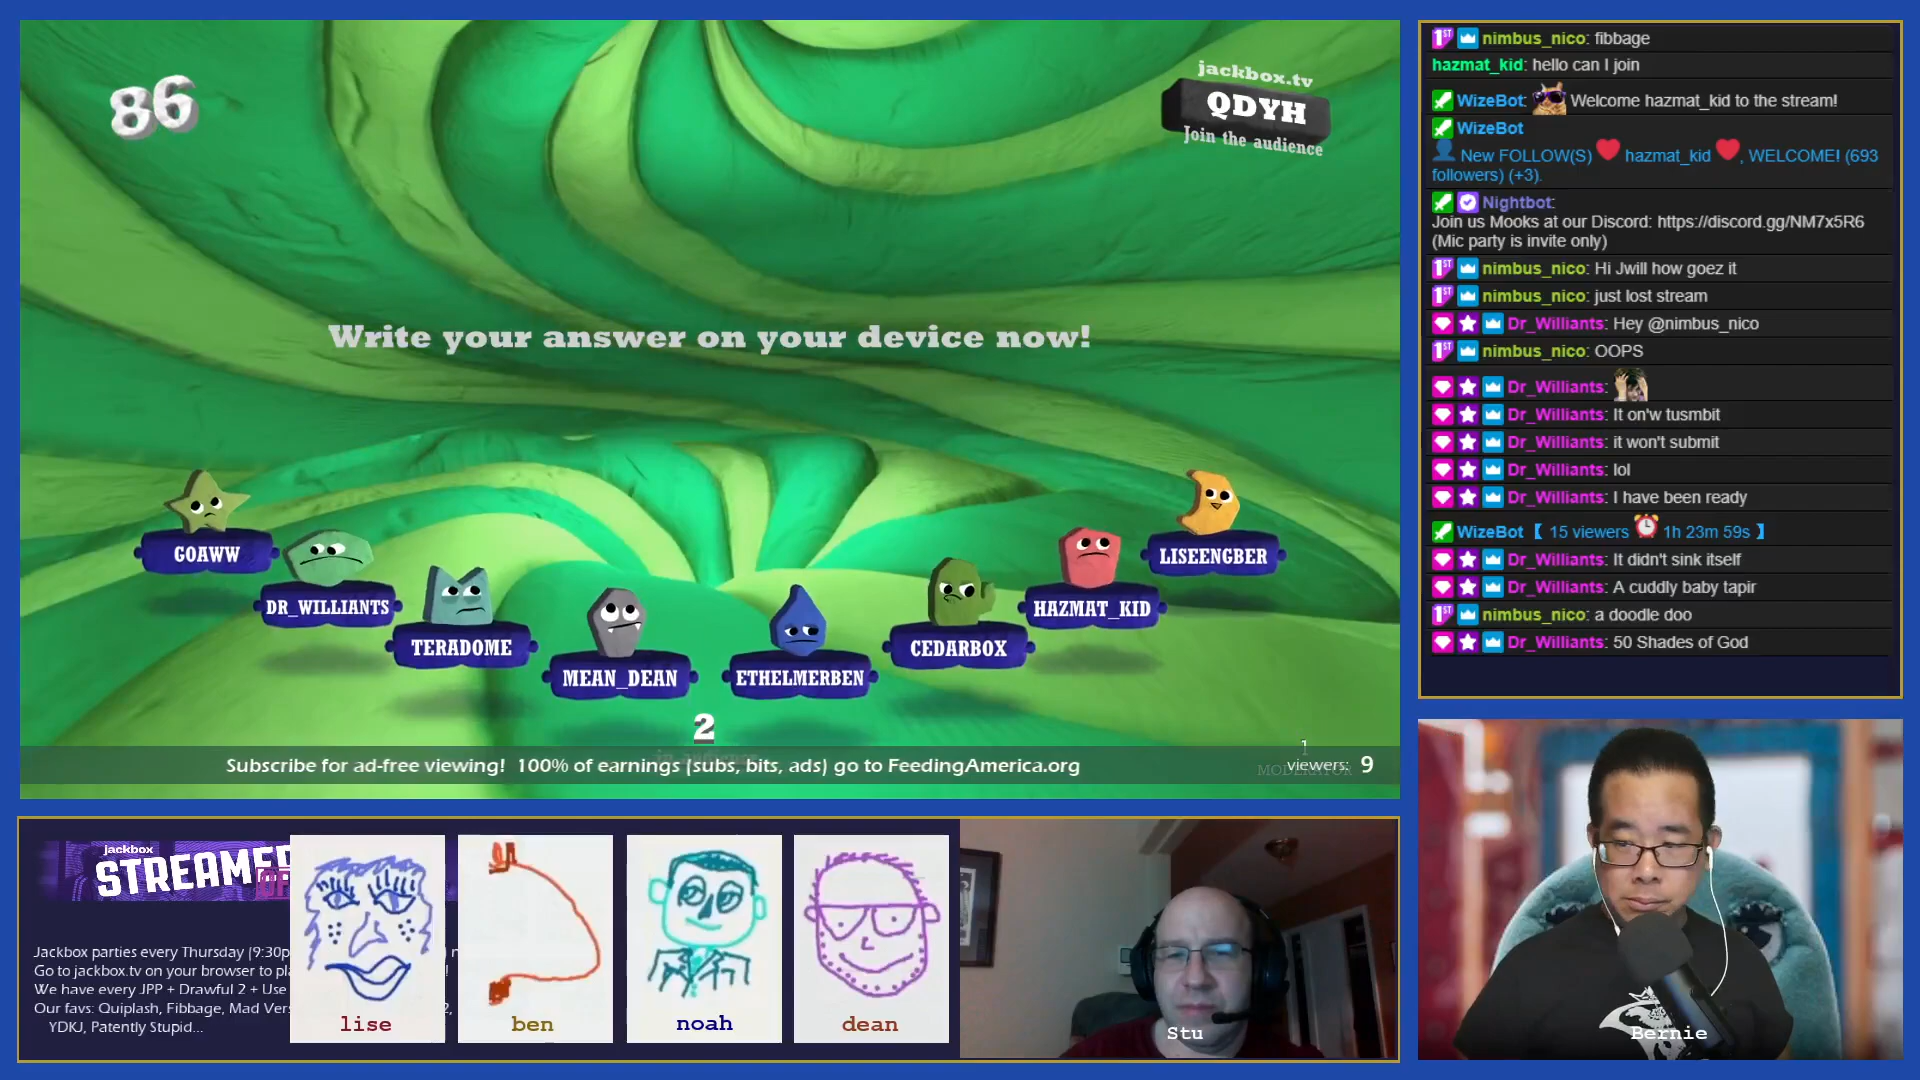 86
jackbox.tv
QDYH
Join the audience
Write your answer on your device now!
GOAWW
DR_WILLIANTS
TERADOME
MEAN_DEAN
ETHELMERBEN
CEDARBOX
HAZMAT_KID
LISEENGBER
2
1
MODERATOR
Subscribe for ad-free viewing! 100% of earnings (subs, bits, ads) go to FeedingAmerica.org
viewers: 9
nimbus_nico: fibbage
hazmat_kid: hello can I join
WizeBot: Welcome hazmat_kid to the stream!
WizeBot
New FOLLOW(S) hazmat_kid , WELCOME! (693
followers) (+3).
Nightbot:
Join us Mooks at our Discord: https://discord.gg/NM7x5R6
(Mic party is invite only)
1ST nimbus_nico: Hi Jwill how goez it
1ST nimbus_nico: just lost stream
Dr_Williants: Hey @nimbus_nico
1ST nimbus_nico: OOPS
Dr_Williants:
Dr_Williants: It on'w tusmbit
Dr_Williants: it won't submit
Dr_Williants: lol
Dr_Williants: I have been ready
WizeBot 【 15 viewers 1h 23m 59s 】
Dr_Williants: It didn't sink itself
Dr_Williants: A cuddly baby tapir
1ST nimbus_nico: a doodle doo
Dr_Williants: 50 Shades of God
jackbox
STREAMER
OF
Jackbox parties every Thursday (9:30p
Go to jackbox.tv on your browser to pl
We have every JPP + Drawful 2 + Use
Our favs: Quiplash, Fibbage, Mad Vers
YDKJ, Patently Stupid...
lise
ben
noah
dean
Stu
Bernie